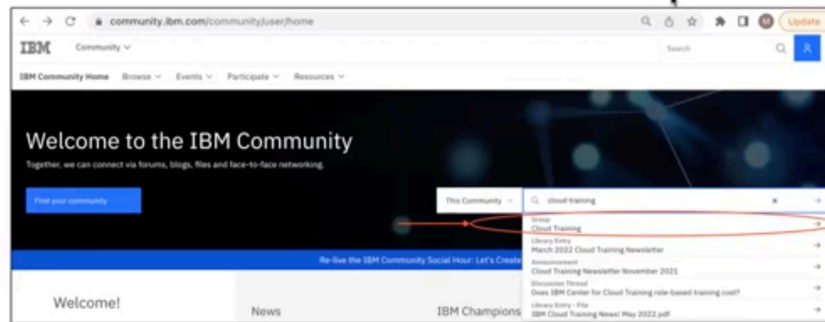 community.ibm.com/community/user/home
Update
IBM Community
Search
IBM Community Home Browse Events Participate Resources
Welcome to the IBM Community
Together, we can connect via forums, blogs, files and face-to-face networking.
Find your community
This Community
cloud training
Group
Cloud Training
Library Entry
March 2022 Cloud Training Newsletter
Announcement
Cloud Training Newsletter November 2021
Discussion Thread
Does IBM Center for Cloud Training role-based training cost?
Library Entry - File
IBM Cloud Training News! May 2022.pdf
Re-live the IBM Community Social Hour: Let's Create
Welcome!
News
IBM Champions